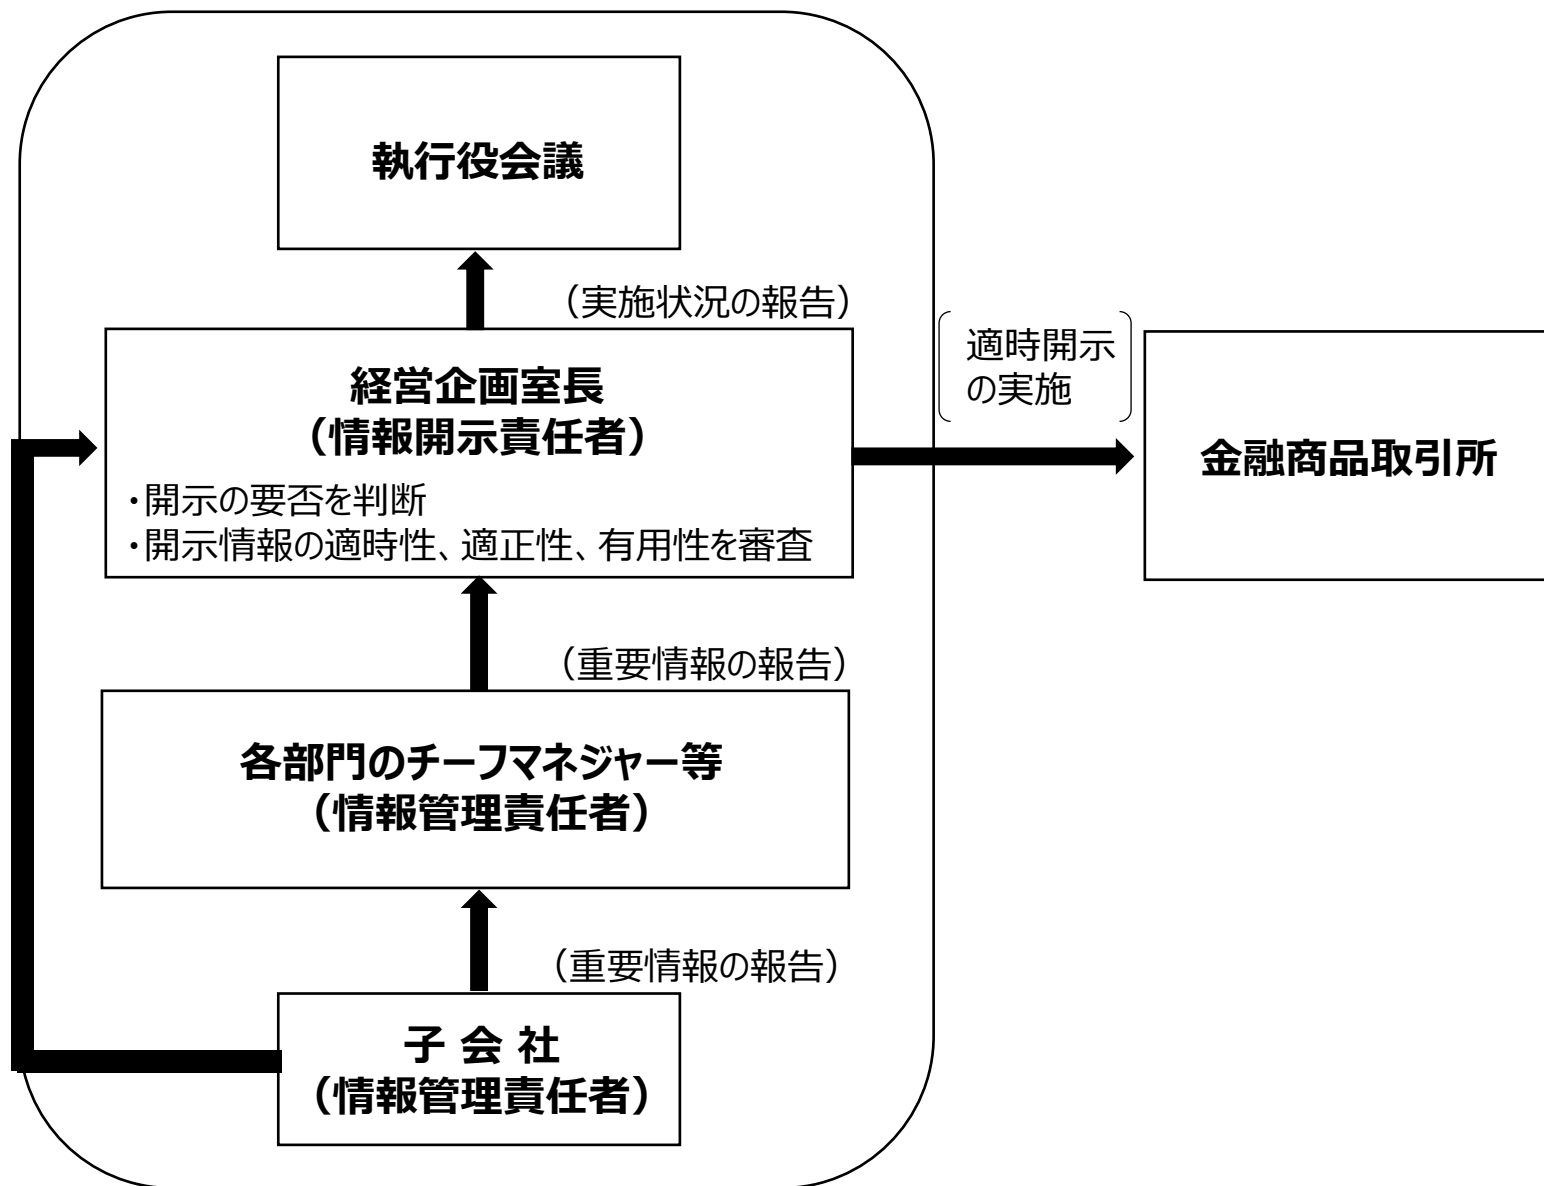 執行役会議
（実施状況の報告）
経営企画室長
（情報開示責任者）
・開示の要否を判断
・開示情報の適時性、適正性、有用性を審査
適時開示
の実施
金融商品取引所
（重要情報の報告）
各部門のチーフマネジャー等
（情報管理責任者）
（重要情報の報告）
子 会 社
（情報管理責任者）